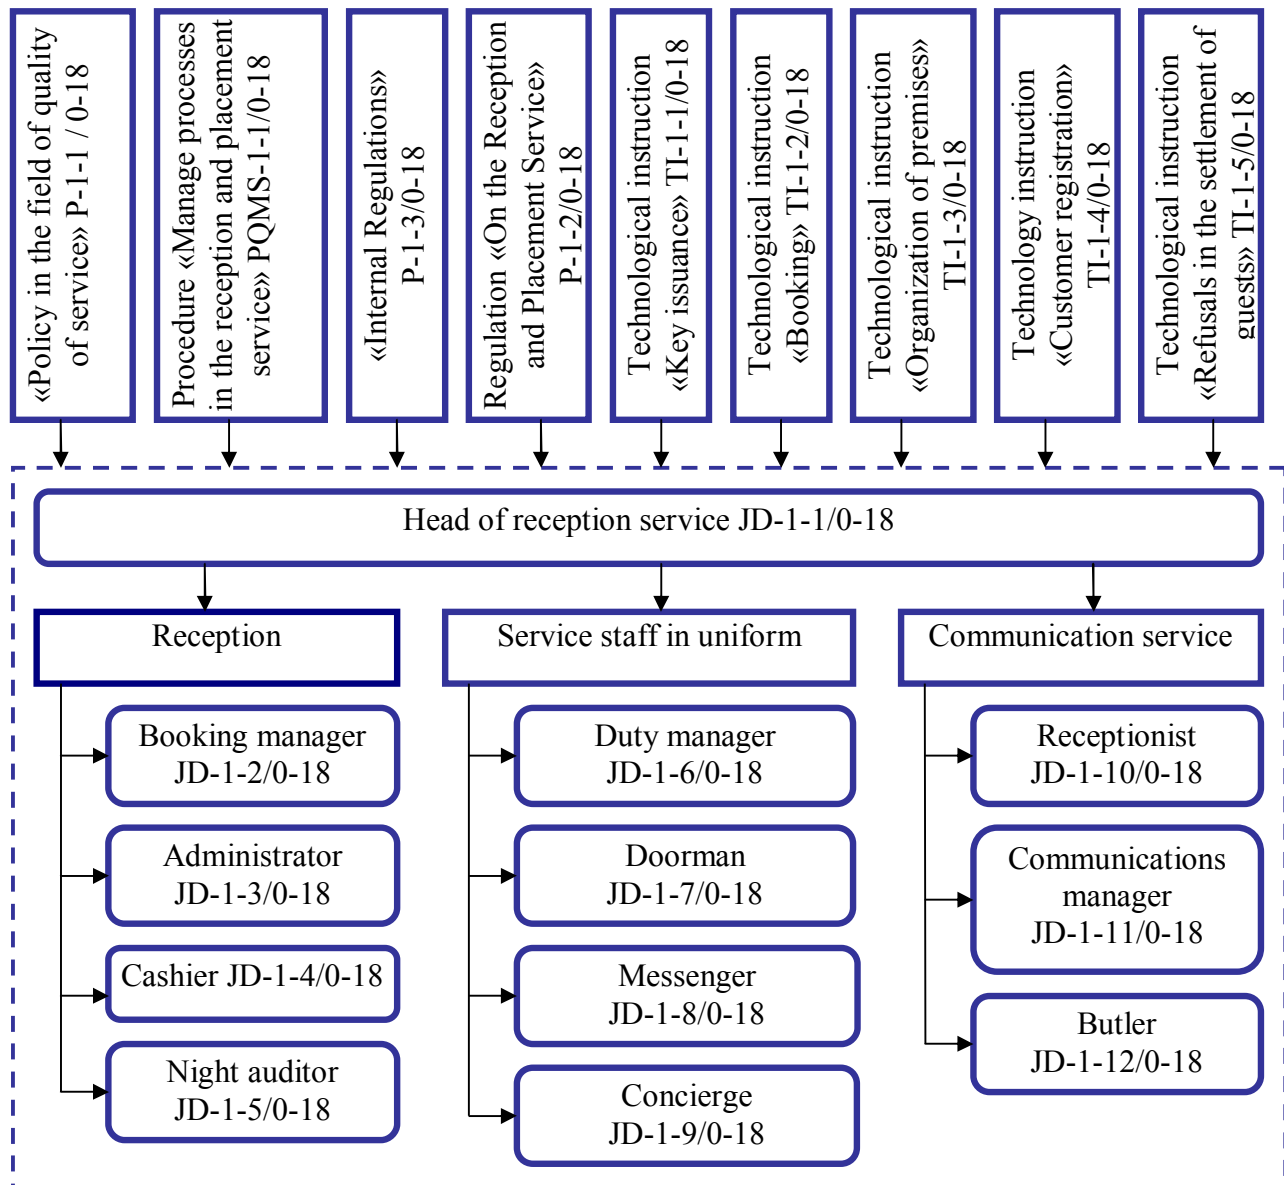 «Policy in the field of quality
of service» P-1-1 / 0-18
Procedure «Manage processes
in the reception and placement
service» PQMS-1-1/0-18
«Internal Regulations»
P-1-3/0-18
Regulation «On the Reception
and Placement Service»
P-1-2/0-18
Technological instruction
«Key issuance» TI-1-1/0-18
Technological instruction
«Booking» TI-1-2/0-18
Technological instruction
«Organization of premises»
TI-1-3/0-18
Technology instruction
«Customer registration»
TI-1-4/0-18
Technological instruction
«Refusals in the settlement of
guests» TI-1-5/0-18
Head of reception service JD-1-1/0-18
Reception
Booking manager
JD-1-2/0-18
Administrator
JD-1-3/0-18
Cashier JD-1-4/0-18
Night auditor
JD-1-5/0-18
Service staff in uniform
Duty manager
JD-1-6/0-18
Doorman
JD-1-7/0-18
Messenger
JD-1-8/0-18
Concierge
JD-1-9/0-18
Communication service
Receptionist
JD-1-10/0-18
Communications
manager
JD-1-11/0-18
Butler
JD-1-12/0-18